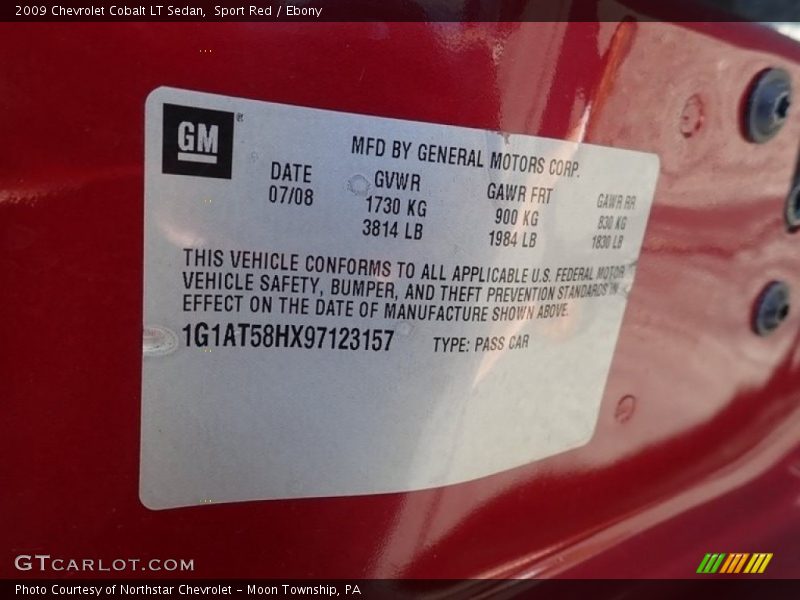 2009 Chevrolet Cobalt LT Sedan, Sport Red / Ebony
GM®
MFD BY GENERAL MOTORS CORP.
DATE GVWR GAWR FRT GAWR RR
07/08 1730 KG 900 KG 830 KG
3814 LB 1984 LB 1830 LB
THIS VEHICLE CONFORMS TO ALL APPLICABLE U.S. FEDERAL MOTOR
VEHICLE SAFETY, BUMPER, AND THEFT PREVENTION STANDARDS IN
EFFECT ON THE DATE OF MANUFACTURE SHOWN ABOVE.
1G1AT58HX97123157 TYPE: PASS CAR
GTCARLOT.COM
Photo Courtesy of Northstar Chevrolet - Moon Township, PA